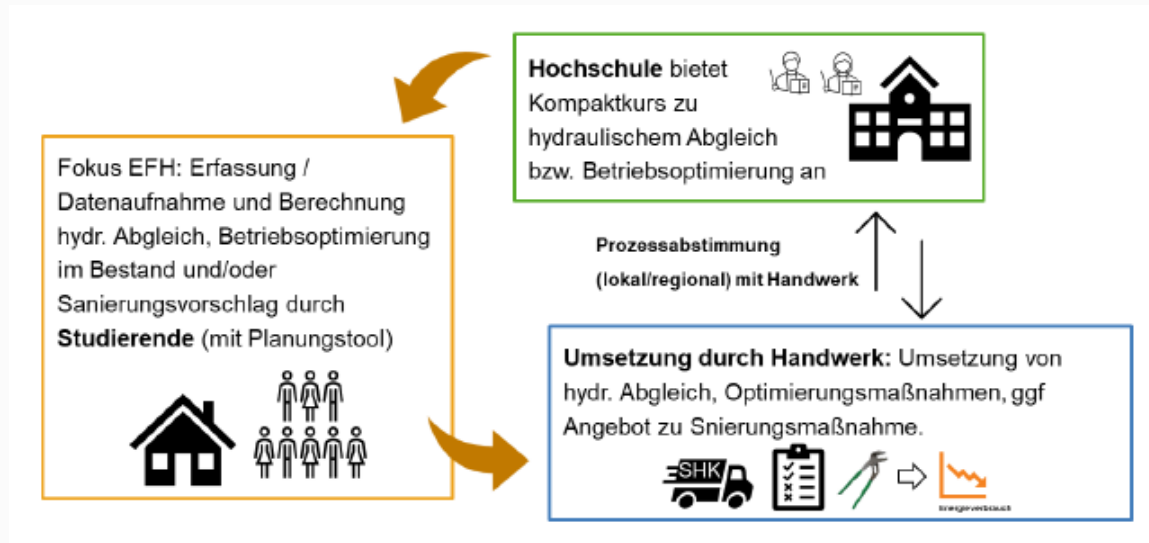 Hochschule bietet
Kompaktkurs zu
hydraulischem Abgleich
bzw. Betriebsoptimierung an
Fokus EFH: Erfassung /
Datenaufnahme und Berechnung
hydr. Abgleich, Betriebsoptimierung
im Bestand und/oder
Sanierungsvorschlag durch
Studierende (mit Planungstool)
Prozessabstimmung
(lokal/regional) mit Handwerk
Umsetzung durch Handwerk: Umsetzung von
hydr. Abgleich, Optimierungsmaßnahmen, ggf
Angebot zu Snierungsmaßnahme.
SHK
Energieverbrauch